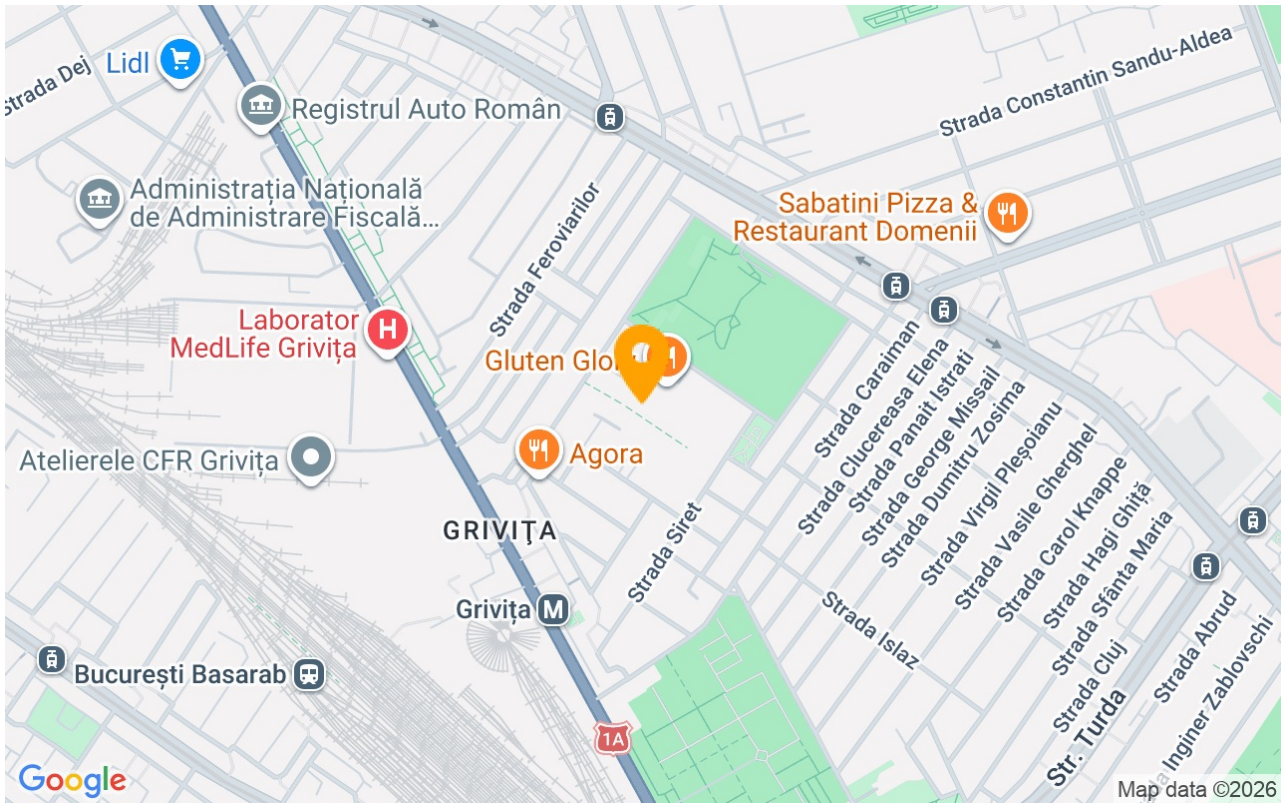 Lidl
Strada Dej
Registrul Auto Român
Strada Constantin Sandu-Aldea
Administrația Națională
de Administrare Fiscală...
Strada Feroviarilor
Sabatini Pizza &
Restaurant Domenii
Laborator
MedLife Grivița
H
Gluten Glo
Strada Caraiman
Strada Clucereasa Elena
Strada Panait Istrati
Strada George Missail
Strada Dumitru Zosima
Strada Virgil Pleșoianu
Strada Vasile Gherghel
Strada Carol Knappe
Strada Hagi Ghiță
Strada Sfânta Maria
Strada Cluj
Str. Turda
Strada Abrud
Inginer Zablovschi
Atelierele CFR Grivița
Agora
GRIVIŢA
Strada Siret
Strada Islaz
Grivița M
București Basarab
1A
Google
Map data ©2026